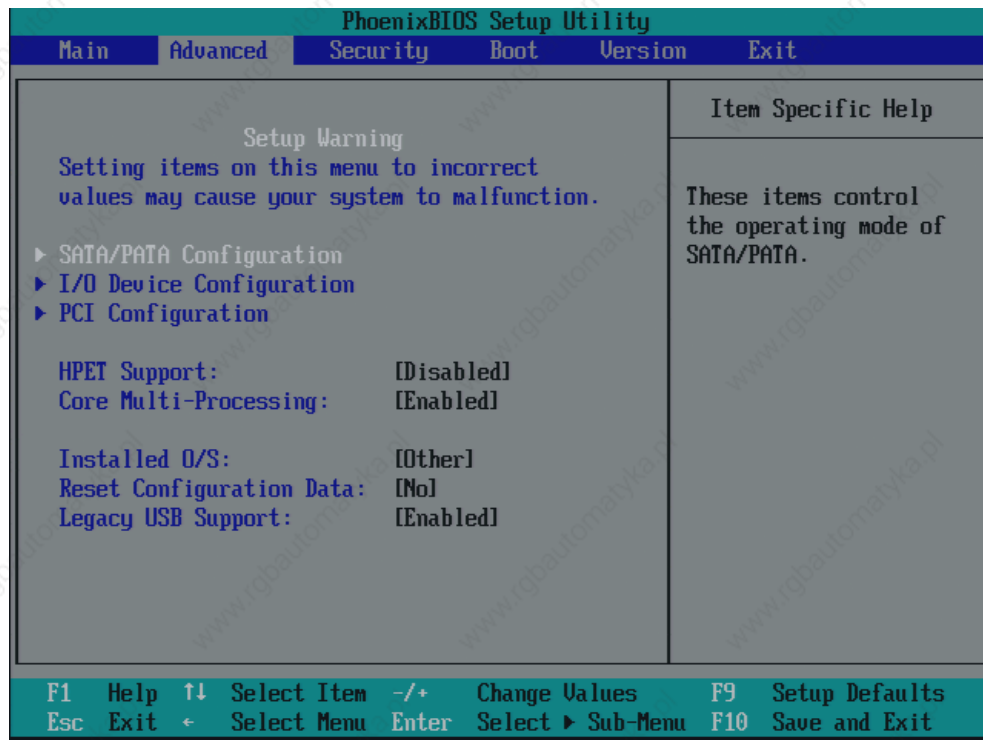 PhoenixBIOS Setup Utility
Main Advanced Security Boot Version Exit
Item Specific Help
Setup Warning
Setting items on this menu to incorrect
values may cause your system to malfunction.
These items control
the operating mode of
SATA/PATA.
▶ SATA/PATA Configuration
▶ I/O Device Configuration
▶ PCI Configuration
HPET Support: [Disabled]
Core Multi-Processing: [Enabled]
Installed O/S: [Other]
Reset Configuration Data: [No]
Legacy USB Support: [Enabled]
F1 Help ↑↓ Select Item -/+ Change Values F9 Setup Defaults
Esc Exit ← Select Menu Enter Select ▶ Sub-Menu F10 Save and Exit
www.rgbautomatyka.pl